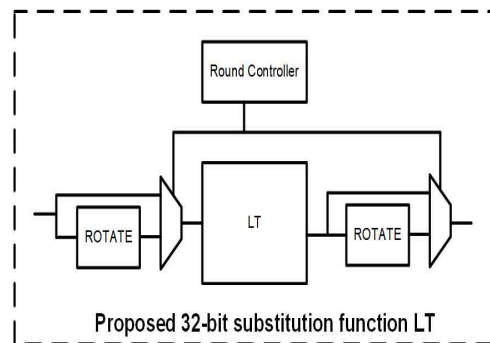 Round Controller
LT
ROTATE
ROTATE
Proposed 32-bit substitution function LT